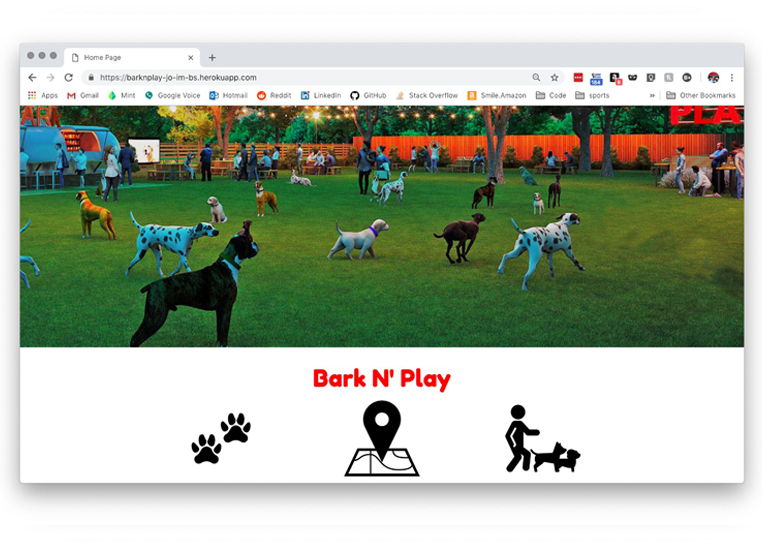 Home Page
https://barknplay-jo-im-bs.herokuapp.com
Apps Gmail Mint Google Voice Hotmail Reddit LinkedIn GitHub Stack Overflow Smile.Amazon Code sports » Other Bookmarks
BARK
PLA
Bark N' Play